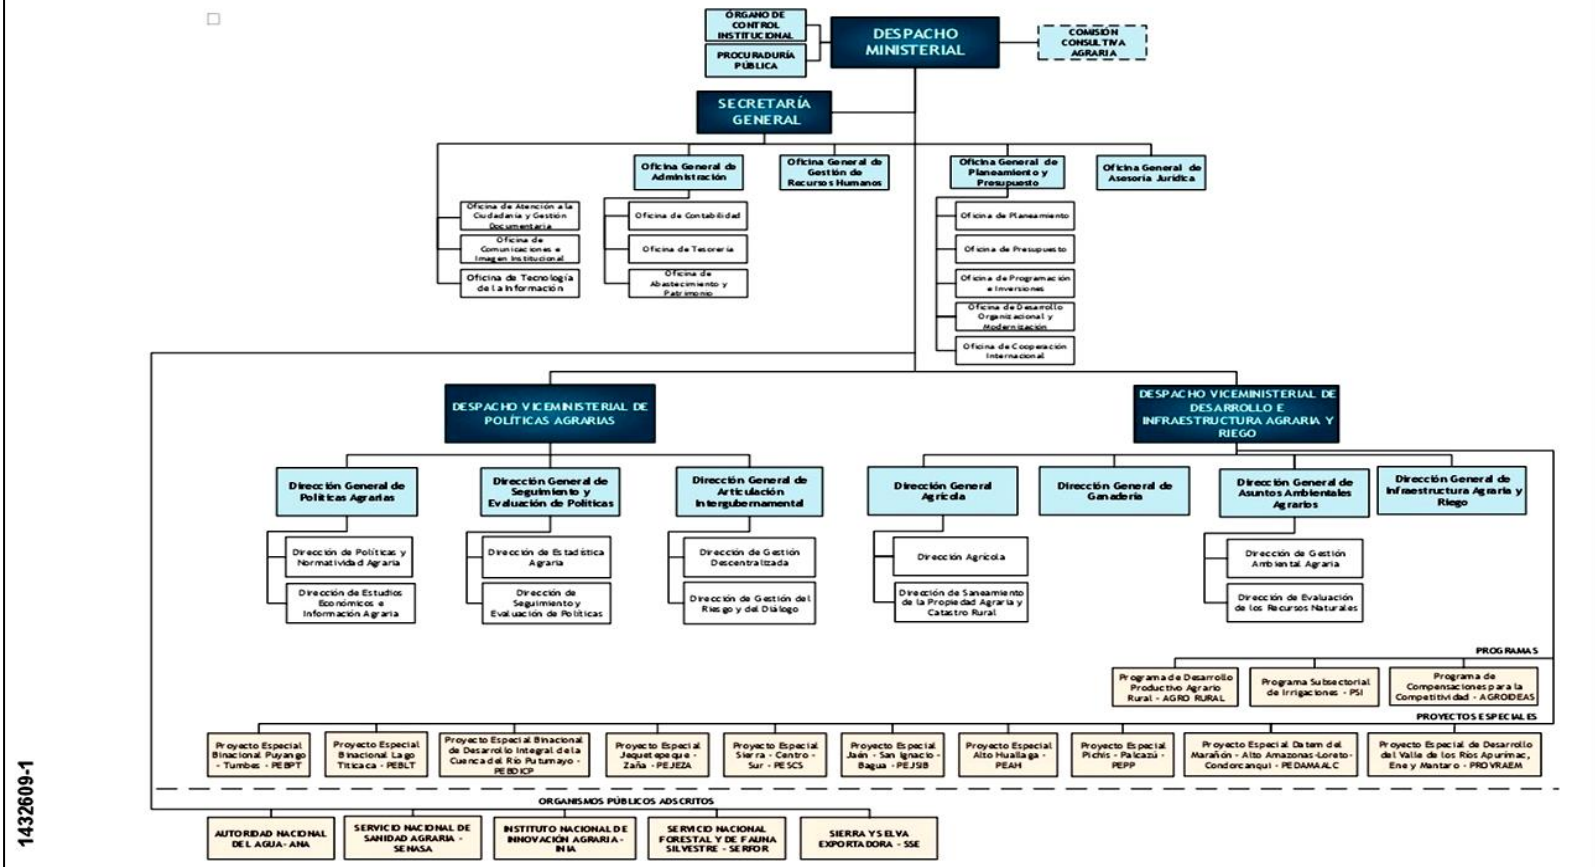 ÓRGANO DE
CONTROL
INSTITUCIONAL
PROCURADURÍA
PÚBLICA
DESPACHO
MINISTERIAL
COMISIÓN
CONSULTIVA
AGRARIA
SECRETARÍA
GENERAL
Oficina General de
Administración
Oficina General de
Gestión de
Recursos Humanos
Oficina General de
Planeamiento y
Presupuesto
Oficina General de
Asesoría Jurídica
Oficina de Atención a la
Ciudadanía y Gestión
Documentaria
Oficina de
Comunicaciones e
Imagen Institucional
Oficina de Tecnología
de la Información
Oficina de Contabilidad
Oficina de Tesorería
Oficina de
Abastecimiento y
Patrimonio
Oficina de Planeamiento
Oficina de Presupuesto
Oficina de Programación
e Inversiones
Oficina de Desarrollo
Organizacional y
Modernización
Oficina de Cooperación
Internacional
DESPACHO VICEMINISTERIAL DE
POLÍTICAS AGRARIAS
DESPACHO VICEMINISTERIAL DE
DESARROLLO E
INFRAESTRUCTURA AGRARIA Y
RIEGO
Dirección General de
Políticas Agrarias
Dirección General de
Seguimiento y
Evaluación de Políticas
Dirección General de
Articulación
Intergubernamental
Dirección General
Agrícola
Dirección General de
Ganadería
Dirección General de
Asuntos Ambientales
Agrarios
Dirección General de
Infraestructura Agraria y
Riego
Dirección de Políticas y
Normatividad Agraria
Dirección de Estudios
Económicos e
Información Agraria
Dirección de Estadística
Agraria
Dirección de
Seguimiento y
Evaluación de Políticas
Dirección de Gestión
Descentralizada
Dirección de Gestión del
Riesgo y del Diálogo
Dirección Agrícola
Dirección de Saneamiento
de la Propiedad Agraria y
Catastro Rural
Dirección de Gestión
Ambiental Agraria
Dirección de Evaluación
de los Recursos Naturales
PROGRAMAS
Programa de Desarrollo
Productivo Agrario
Rural - AGRO RURAL
Programa Subsectorial
de Irrigaciones - PSI
Programa de
Compensaciones para la
Competitividad - AGROIDEAS
PROYECTOS ESPECIALES
Proyecto Especial
Binacional Puyango
- Tumbes - PEBPT
Proyecto Especial
Binacional Lago
Titicaca - PEBLT
Proyecto Especial Binacional
de Desarrollo Integral de la
Cuenca del Río Putumayo -
PEBDICP
Proyecto Especial
Jequetepeque -
Zaña - PEJEZA
Proyecto Especial
Sierra - Centro -
Sur - PESCS
Proyecto Especial
Jaén - San Ignacio -
Bagua - PEJSIB
Proyecto Especial
Alto Huallaga -
PEAH
Proyecto Especial
Pichis - Palcazú -
PEPP
Proyecto Especial Datem del
Marañón - Alto Amazonas-Loreto-
Condorcanqui - PEDAMAALC
Proyecto Especial de Desarrollo
del Valle de los Ríos Apurímac,
Ene y Mantaro - PROVRAEM
ORGANISMOS PÚBLICOS ADSCRITOS
AUTORIDAD NACIONAL
DEL AGUA- ANA
SERVICIO NACIONAL DE
SANIDAD AGRARIA -
SENASA
INSTITUTO NACIONAL DE
INNOVACIÓN AGRARIA -
INIA
SERVICIO NACIONAL
FORESTAL Y DE FAUNA
SILVESTRE - SERFOR
SIERRA Y SELVA
EXPORTADORA - SSE
1432609-1